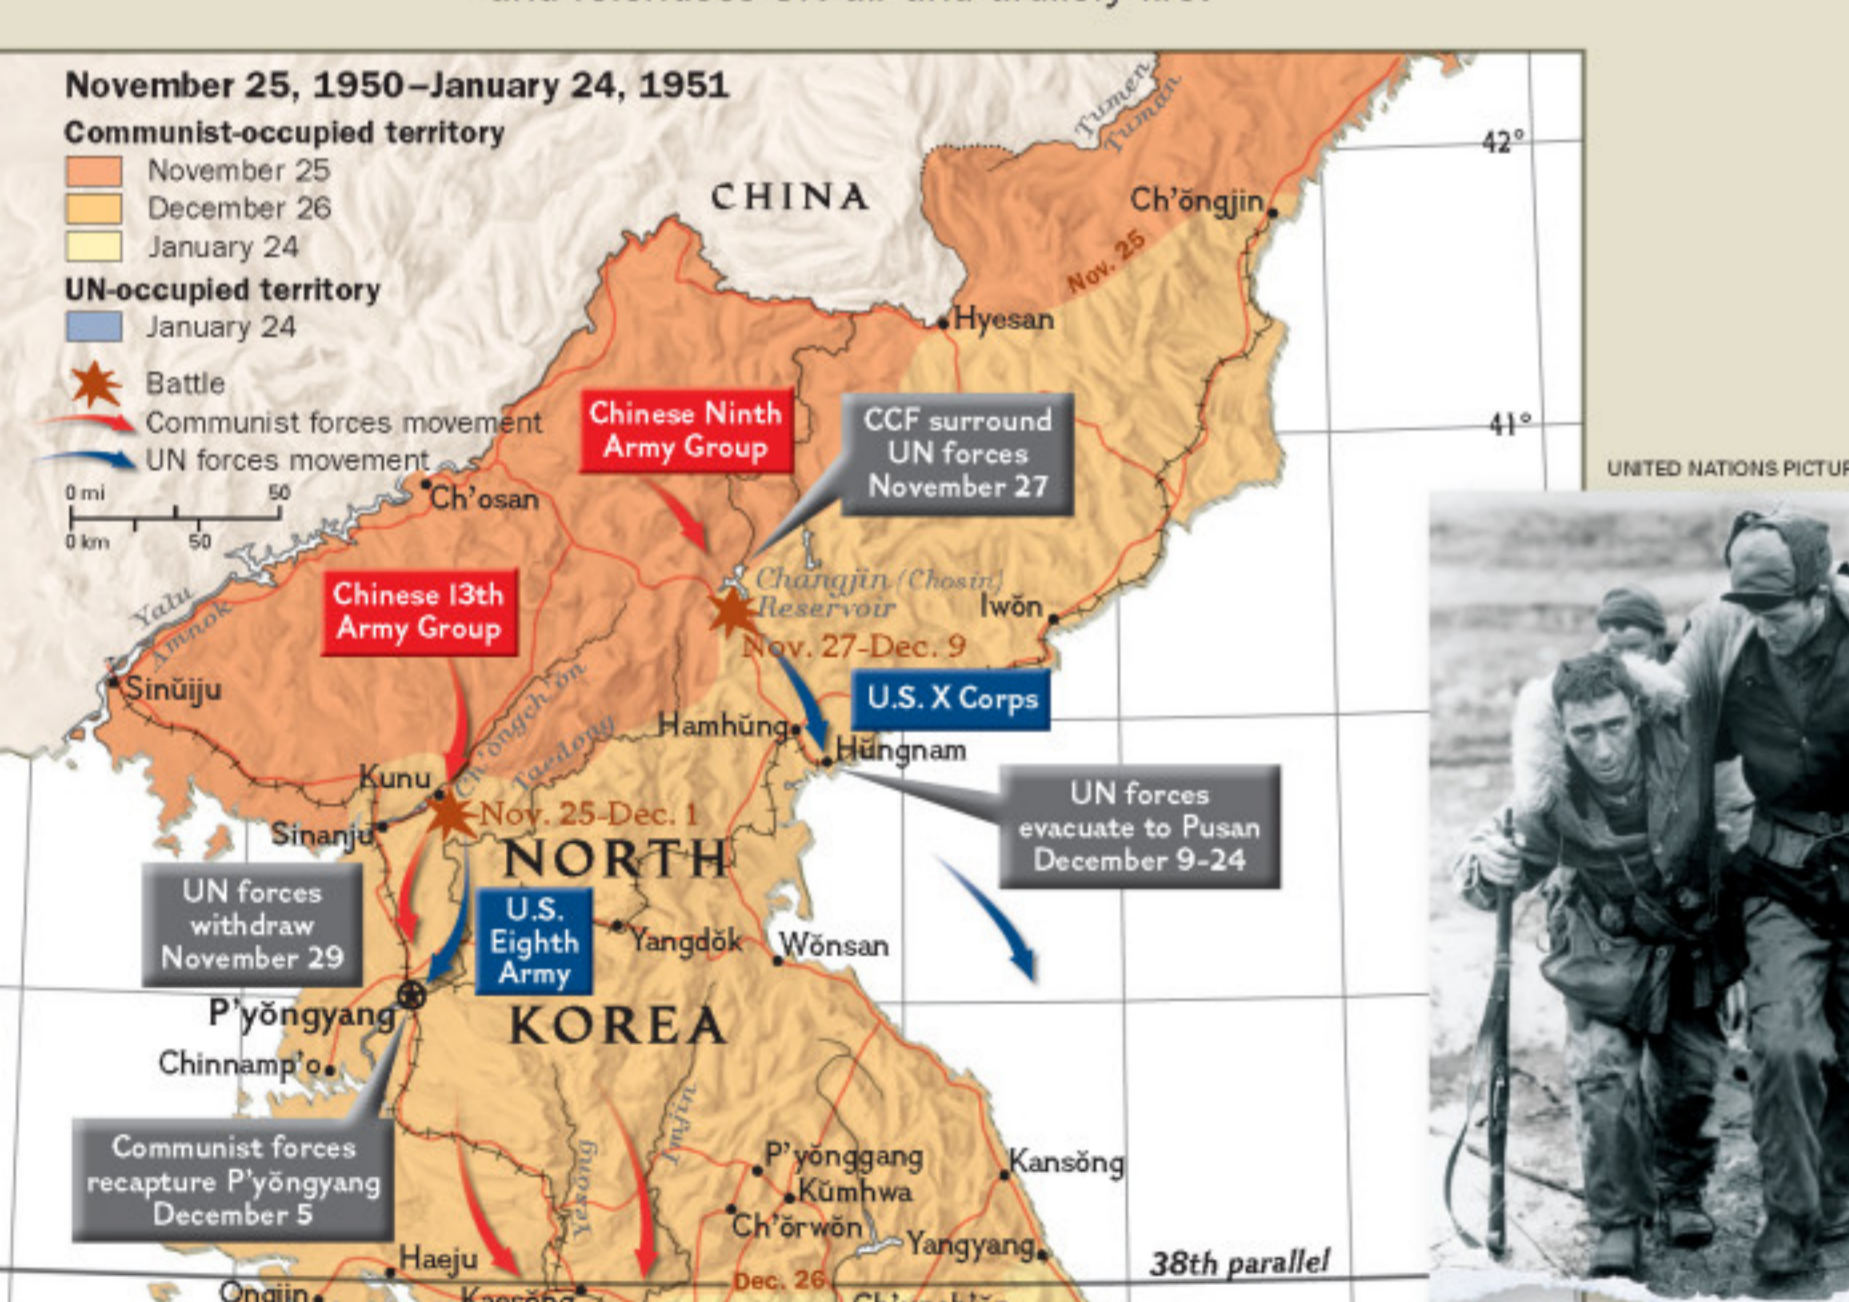 November 25, 1950–January 24, 1951
Communist-occupied territory
November 25
December 26
January 24
UN-occupied territory
January 24
Battle
Communist forces movement
UN forces movement
0 mi 50
0 km 50
CHINA
Tumen
Tuman
42°
Ch'ŏngjin
Nov. 25
Hyesan
41°
Chinese Ninth
Army Group
CCF surround
UN forces
November 27
UNITED NATIONS PICTUR
Ch'osan
Chinese 13th
Army Group
Yalu
Amnok
Changjin (Chosin)
Reservoir
Iwŏn
Nov. 27-Dec. 9
Sinŭiju
U.S. X Corps
Ch'ŏngch'ŏn
Taedong
Hamhŭng
Hŭngnam
Kunu
UN forces
evacuate to Pusan
December 9-24
Nov. 25-Dec. 1
Sinanju
NORTH
KOREA
UN forces
withdraw
November 29
U.S.
Eighth
Army
Yangdŏk
Wŏnsan
P'yŏngyang
Chinnamp'o
Communist forces
recapture P'yŏngyang
December 5
Yesong
Imjin
P'yŏnggang
Kŭmhwa
Ch'ŏrwŏn
Kansŏng
Yangyang
Haeju
38th parallel
Dec. 26
Ongjin
Kaesŏng